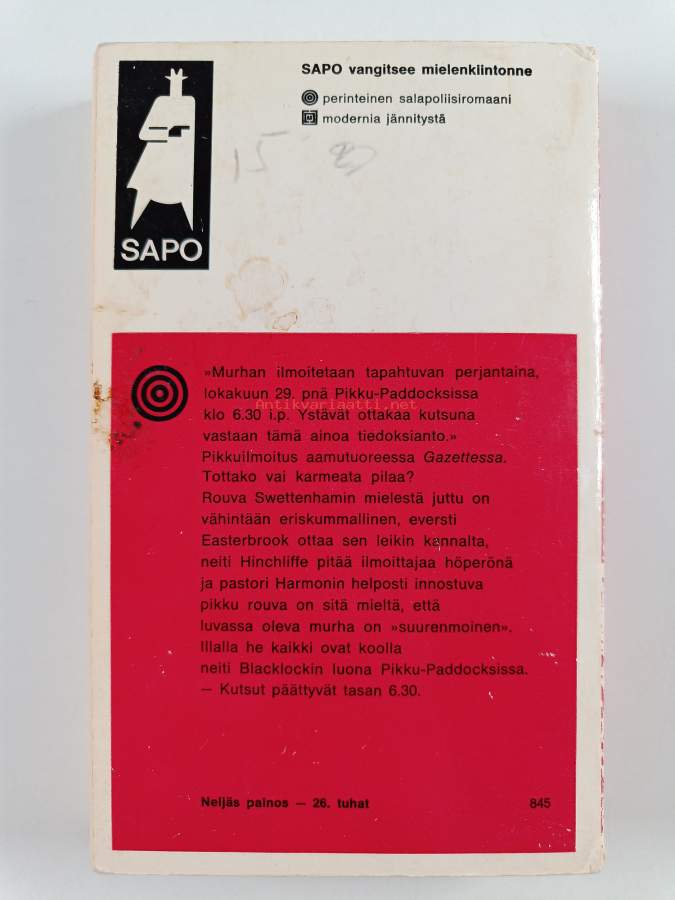 SAPO vangitsee mielenkiintonne
perinteinen salapoliisiromaani
modernia jännitystä
15
SAPO
»Murhan ilmoitetaan tapahtuvan perjantaina,
lokakuun 29. pnä Pikku-Paddocksissa
Antikvariaatti.net
klo 6.30 i.p. Ystävät ottakaa kutsuna
vastaan tämä ainoa tiedoksianto.»
Pikkuilmoitus aamutuoreessa Gazettessa.
Tottako vai karmeata pilaa?
Rouva Swettenhamin mielestä juttu on
vähintään eriskummallinen, eversti
Easterbrook ottaa sen leikin kannalta,
neiti Hinchliffe pitää ilmoittajaa höperönä
ja pastori Harmonin helposti innostuva
pikku rouva on sitä mieltä, että
luvassa oleva murha on »suurenmoinen».
Illalla he kaikki ovat koolla
neiti Blacklockin luona Pikku-Paddocksissa.
— Kutsut päättyvät tasan 6.30.
Neljäs painos — 26. tuhat 845